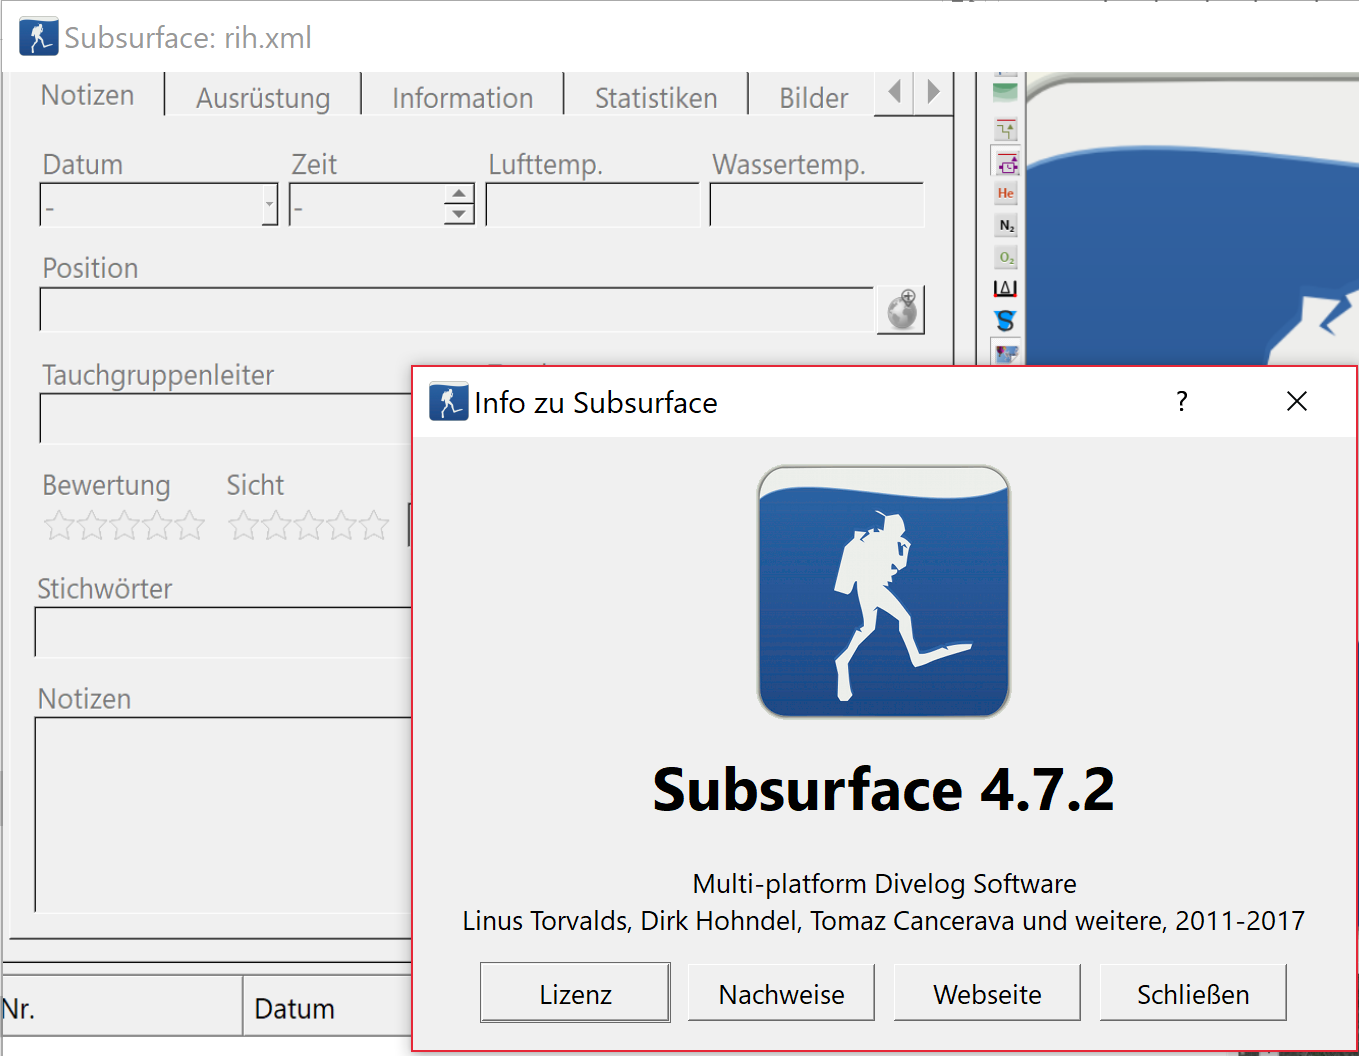 Subsurface: rih.xml
Notizen Ausrüstung Information Statistiken Bilder
Datum Zeit Lufttemp. Wassertemp.
- -
He
N₂
O₂
Position
Tauchgruppenleiter
Bewertung Sicht
Stichwörter
Notizen
Nr. Datum
Info zu Subsurface ?
Subsurface 4.7.2
Multi-platform Divelog Software
Linus Torvalds, Dirk Hohndel, Tomaz Cancerava und weitere, 2011-2017
Lizenz Nachweise Webseite Schließen